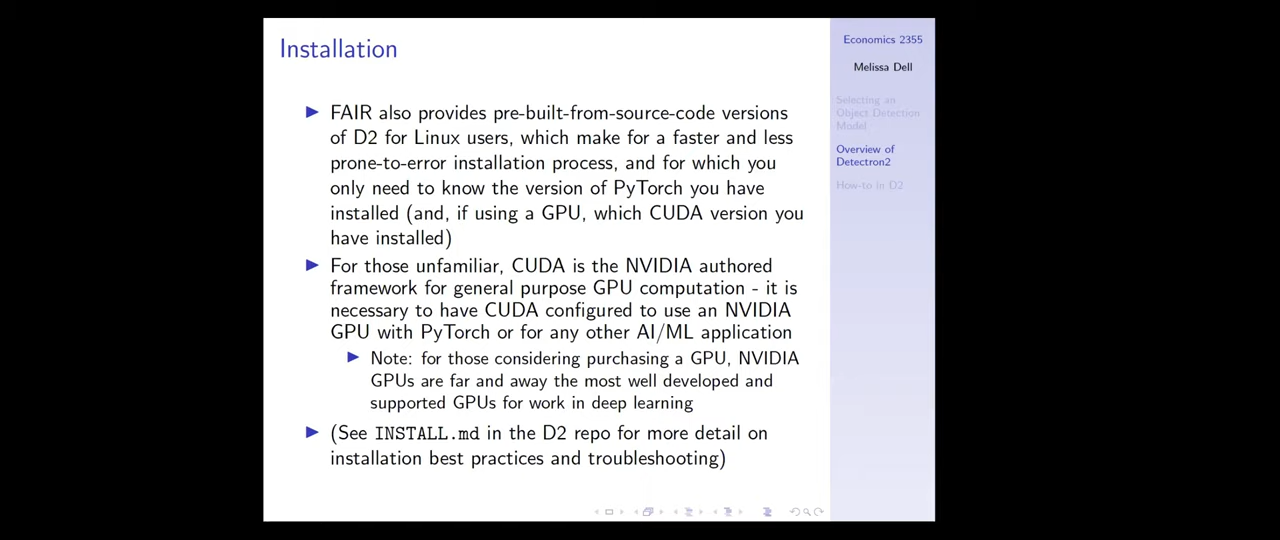 Installation
FAIR also provides pre-built-from-source-code versions
of D2 for Linux users, which make for a faster and less
prone-to-error installation process, and for which you
only need to know the version of PyTorch you have
installed (and, if using a GPU, which CUDA version you
have installed)
For those unfamiliar, CUDA is the NVIDIA authored
framework for general purpose GPU computation - it is
necessary to have CUDA configured to use an NVIDIA
GPU with PyTorch or for any other AI/ML application
Note: for those considering purchasing a GPU, NVIDIA
GPUs are far and away the most well developed and
supported GPUs for work in deep learning
(See INSTALL.md in the D2 repo for more detail on
installation best practices and troubleshooting)
Economics 2355
Melissa Dell
Selecting an
Object Detection
Model
Overview of
Detectron2
How-to in D2